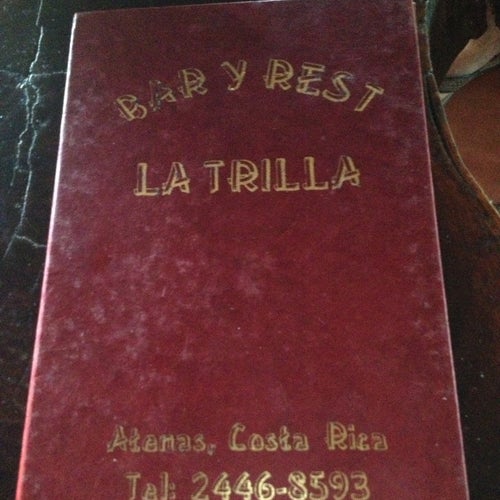 BAR Y REST
LA TRILLA
Atenas, Costa Rica
Tel: 2446-8593